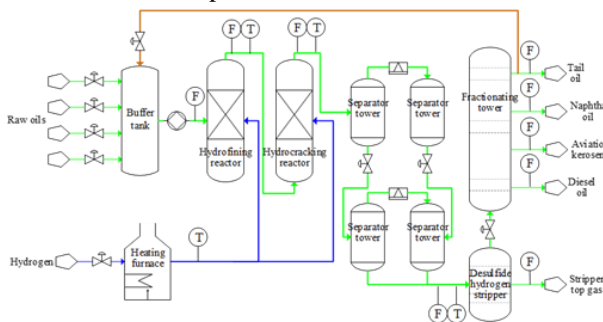 F T
F T
F
Tail
oil
Raw oils
Buffer
tank
F
Hydrofining
reactor
Hydrocracking
reactor
Separator
tower
Separator
tower
Fractionating
tower
F
Naphtha
oil
F
Aviation
kerosen
F
Diesel
oil
Hydrogen
Heating
furnace
T
Separator
tower
Separator
tower
Desulfide
hydrogen
stripper
F
Stripper
top gas
F T